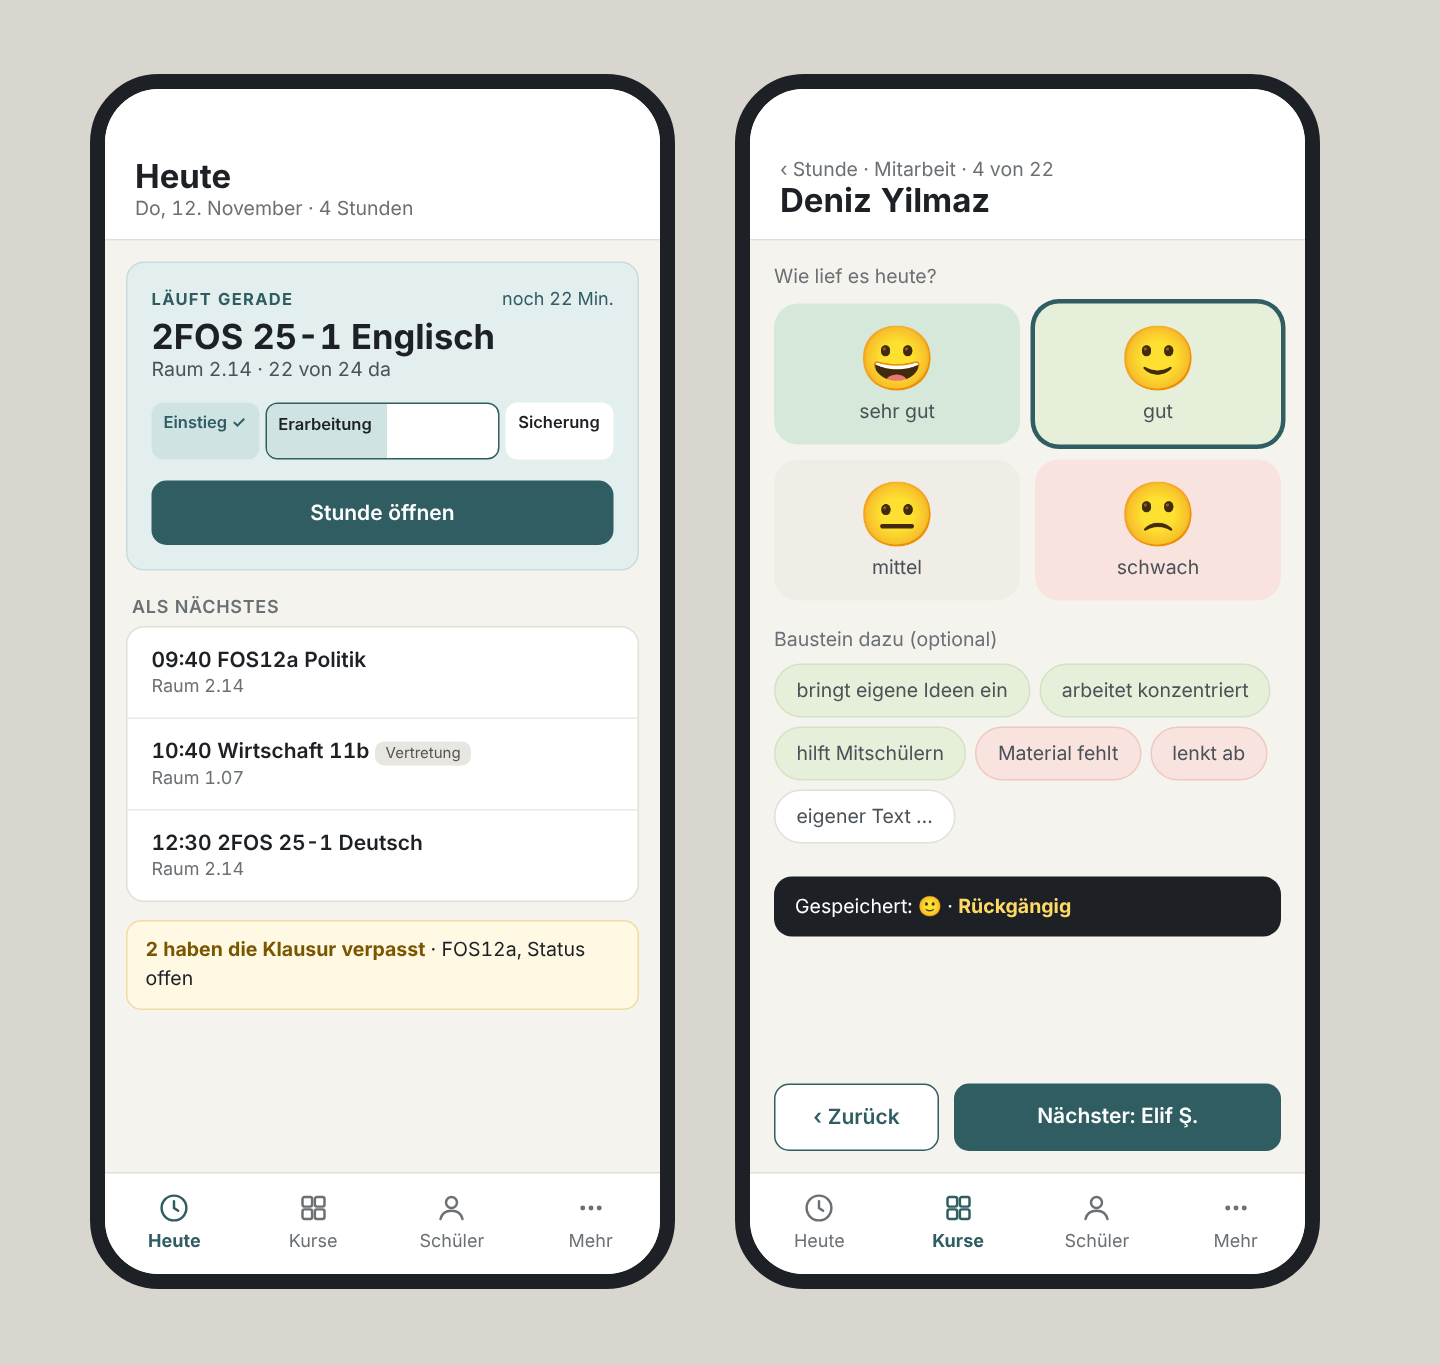 Heute
Do, 12. November · 4 Stunden
LÄUFT GERADE noch 22 Min.
2FOS 25-1 Englisch
Raum 2.14 · 22 von 24 da
Einstieg ✓ Erarbeitung Sicherung
Stunde öffnen
ALS NÄCHSTES
09:40 FOS12a Politik
Raum 2.14
10:40 Wirtschaft 11b Vertretung
Raum 1.07
12:30 2FOS 25-1 Deutsch
Raum 2.14
2 haben die Klausur verpasst · FOS12a, Status
offen
Heute Kurse Schüler Mehr
‹ Stunde · Mitarbeit · 4 von 22
Deniz Yilmaz
Wie lief es heute?
sehr gut gut
mittel schwach
Baustein dazu (optional)
bringt eigene Ideen ein arbeitet konzentriert
hilft Mitschülern Material fehlt lenkt ab
eigener Text ...
Gespeichert: 🙂 · Rückgängig
‹ Zurück Nächster: Elif Ş.
Heute Kurse Schüler Mehr